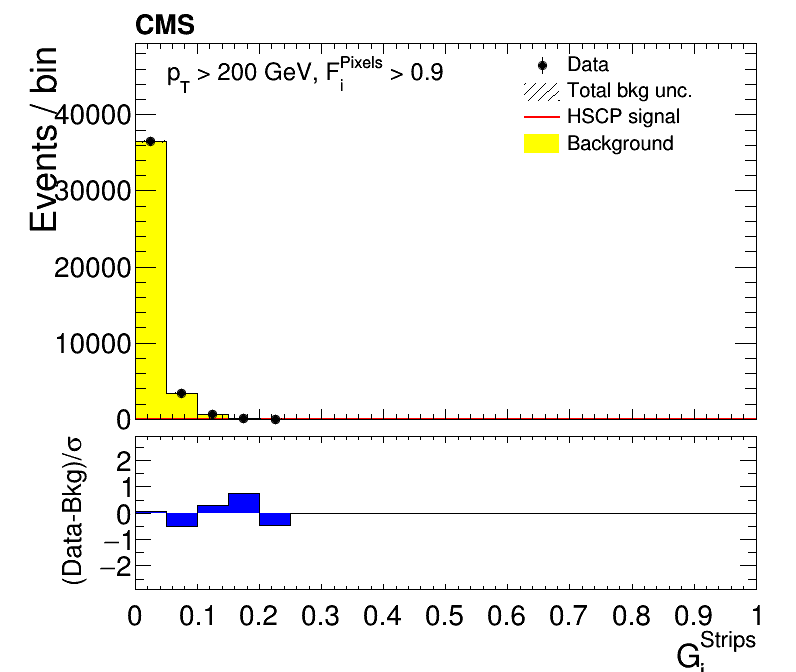 CMS
p_T > 200 GeV, F_i^Pixels > 0.9
Data
Total bkg unc.
HSCP signal
Background
Events / bin
40000
30000
20000
10000
0
(Data-Bkg)/σ
2
1
0
−1
−2
0 0.1 0.2 0.3 0.4 0.5 0.6 0.7 0.8 0.9 1
G_i^Strips